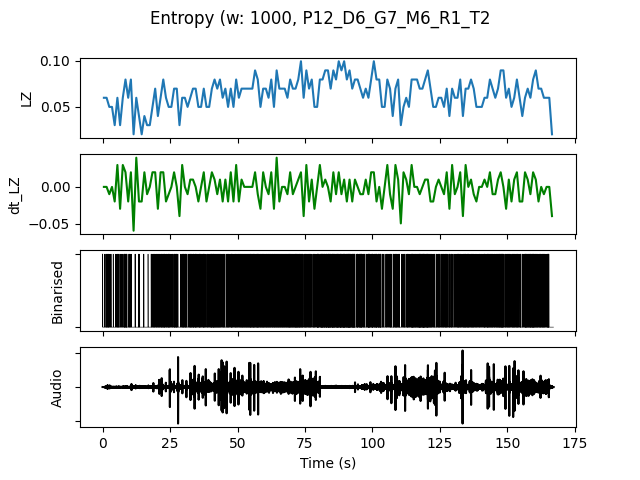 Entropy (w: 1000, P12_D6_G7_M6_R1_T2
0.10
0.05
LZ
0.00
−0.05
dt_LZ
Binarised
Audio
0 25 50 75 100 125 150 175
Time (s)